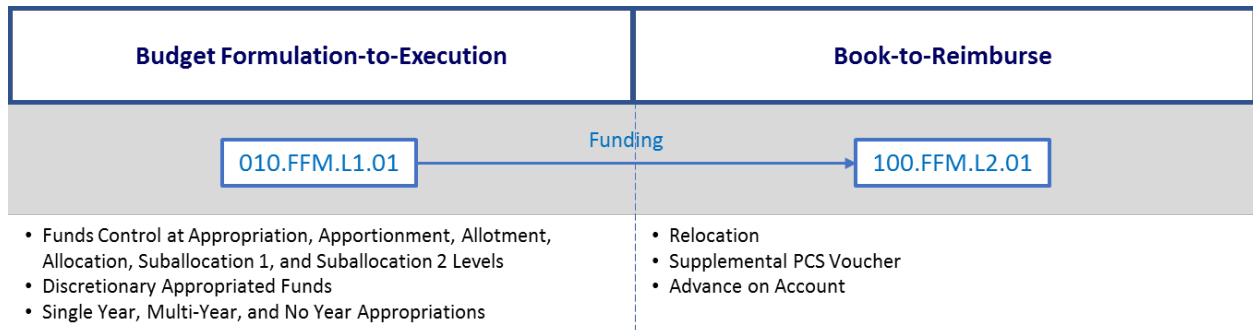 Budget Formulation-to-Execution
Book-to-Reimburse
Funding
010.FFM.L1.01
100.FFM.L2.01
• Funds Control at Appropriation, Apportionment, Allotment,
Allocation, Suballocation 1, and Suballocation 2 Levels
• Discretionary Appropriated Funds
• Single Year, Multi-Year, and No Year Appropriations
• Relocation
• Supplemental PCS Voucher
• Advance on Account